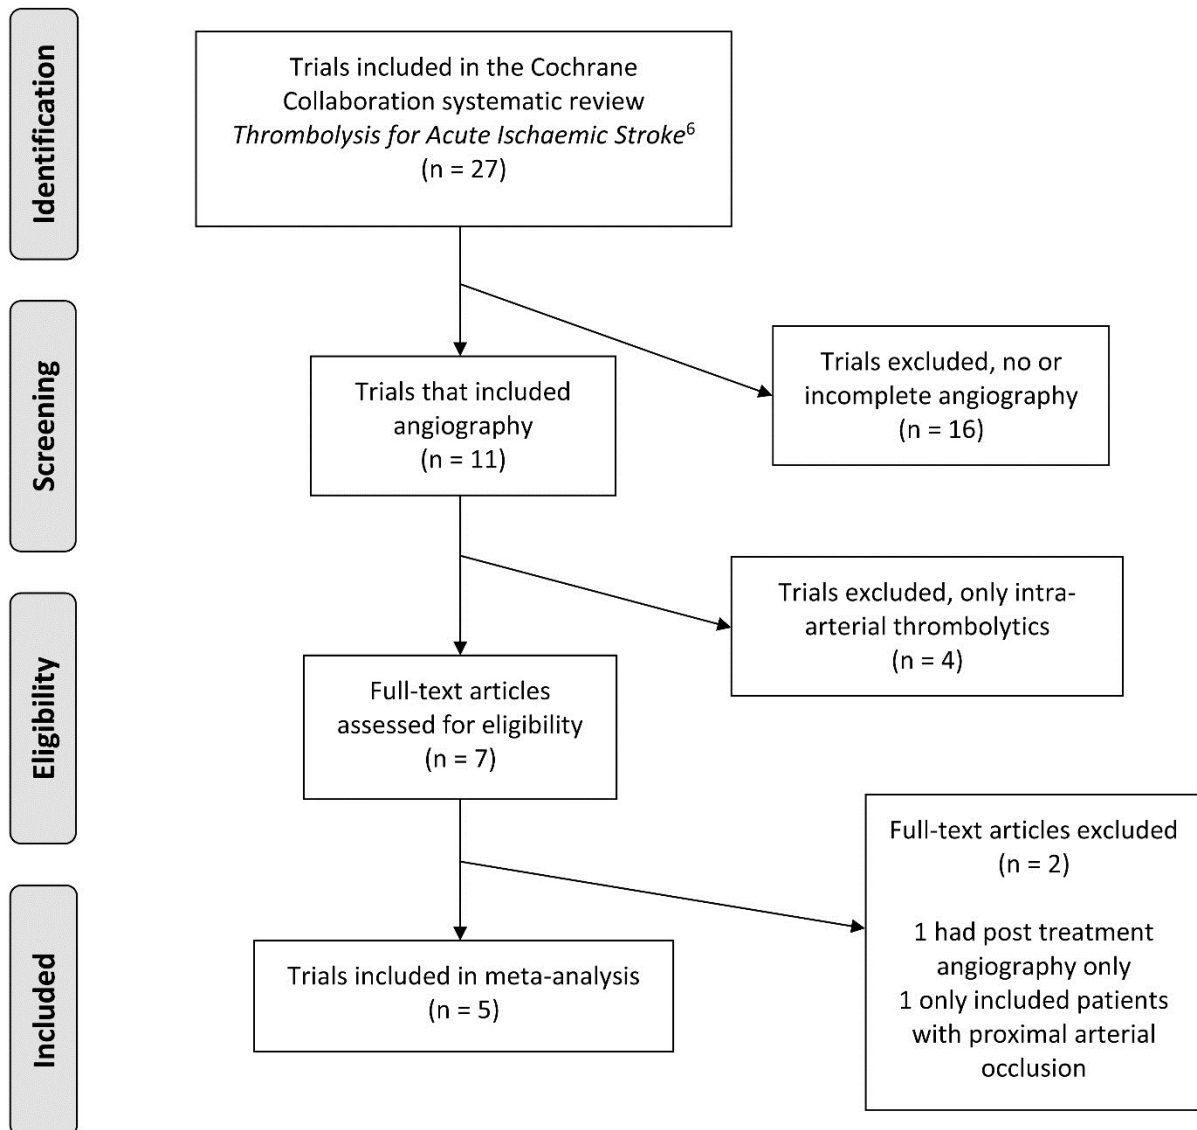 Identification
Trials included in the Cochrane
Collaboration systematic review
Thrombolysis for Acute Ischaemic Stroke⁶
(n = 27)
Screening
Trials that included
angiography
(n = 11)
Trials excluded, no or
incomplete angiography
(n = 16)
Eligibility
Trials excluded, only intra-
arterial thrombolytics
(n = 4)
Full-text articles
assessed for eligibility
(n = 7)
Full-text articles excluded
(n = 2)
1 had post treatment
angiography only
1 only included patients
with proximal arterial
occlusion
Included
Trials included in meta-analysis
(n = 5)